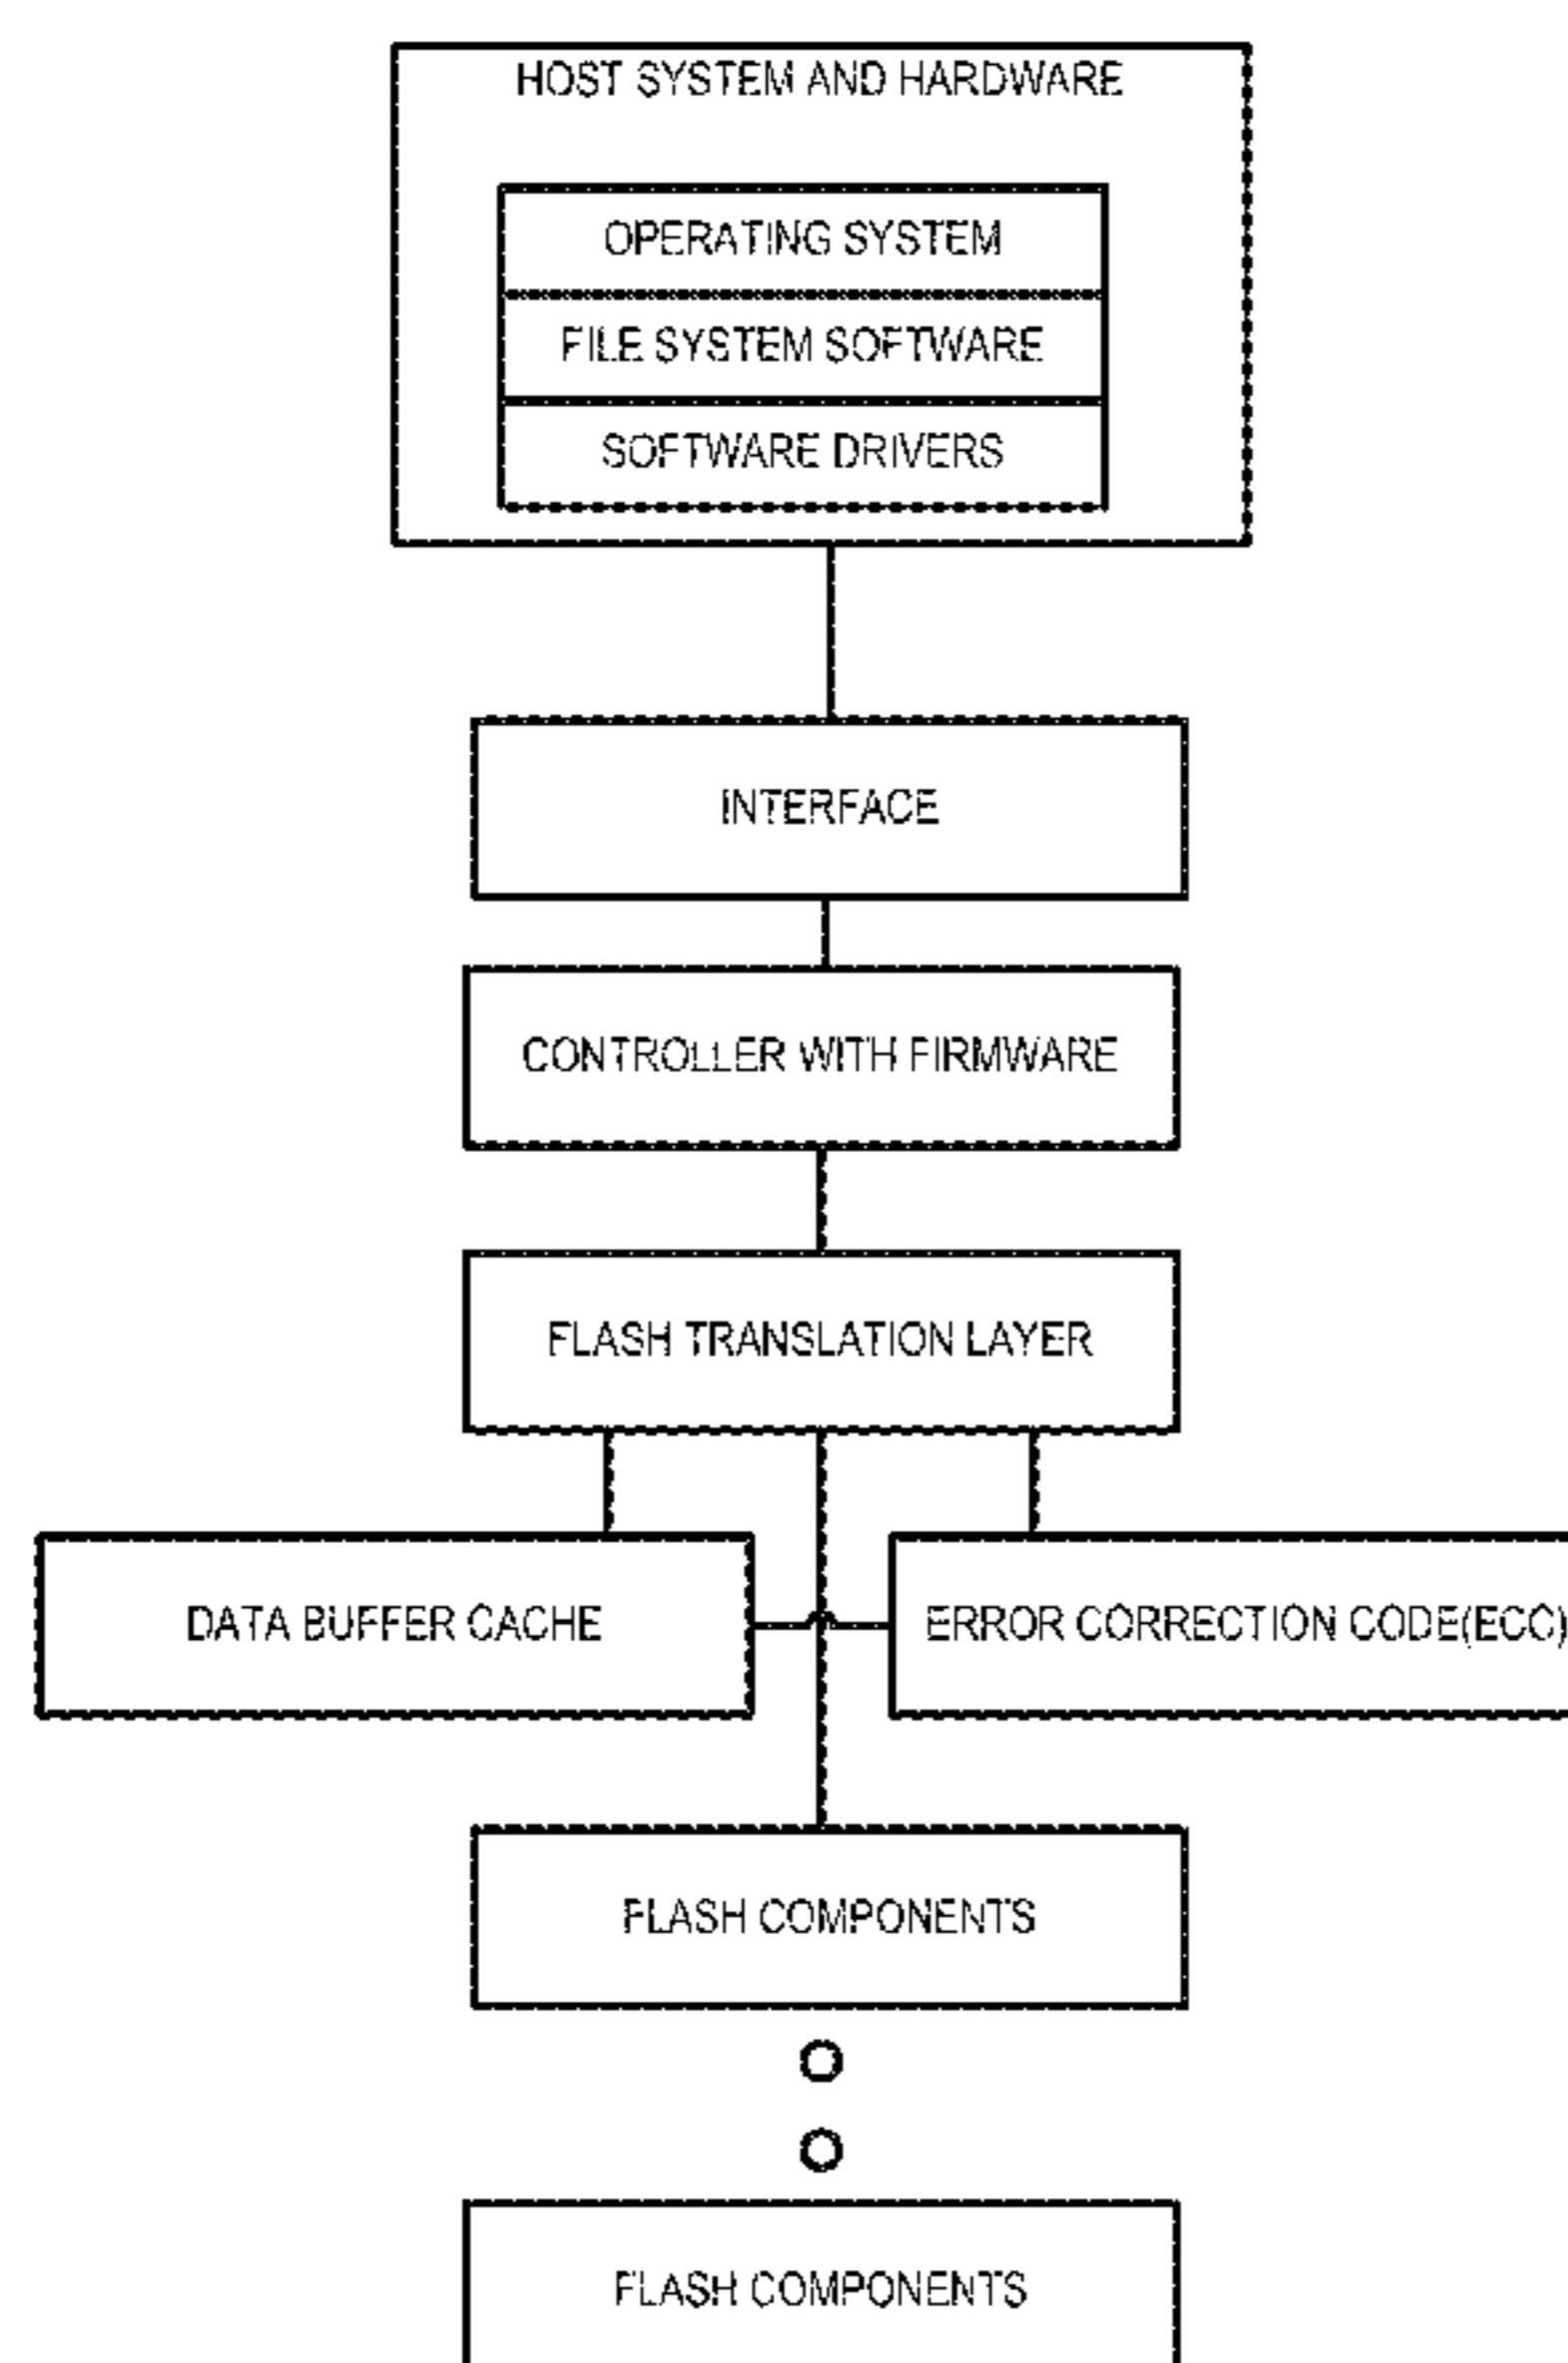 HOST SYSTEM AND HARDWARE
OPERATING SYSTEM
FILE SYSTEM SOFTWARE
SOFTWARE DRIVERS
INTERFACE
CONTROLLER WITH FIRMWARE
FLASH TRANSLATION LAYER
DATA BUFFER CACHE
ERROR CORRECTION CODE(ECC)
FLASH COMPONENTS
FLASH COMPONENTS